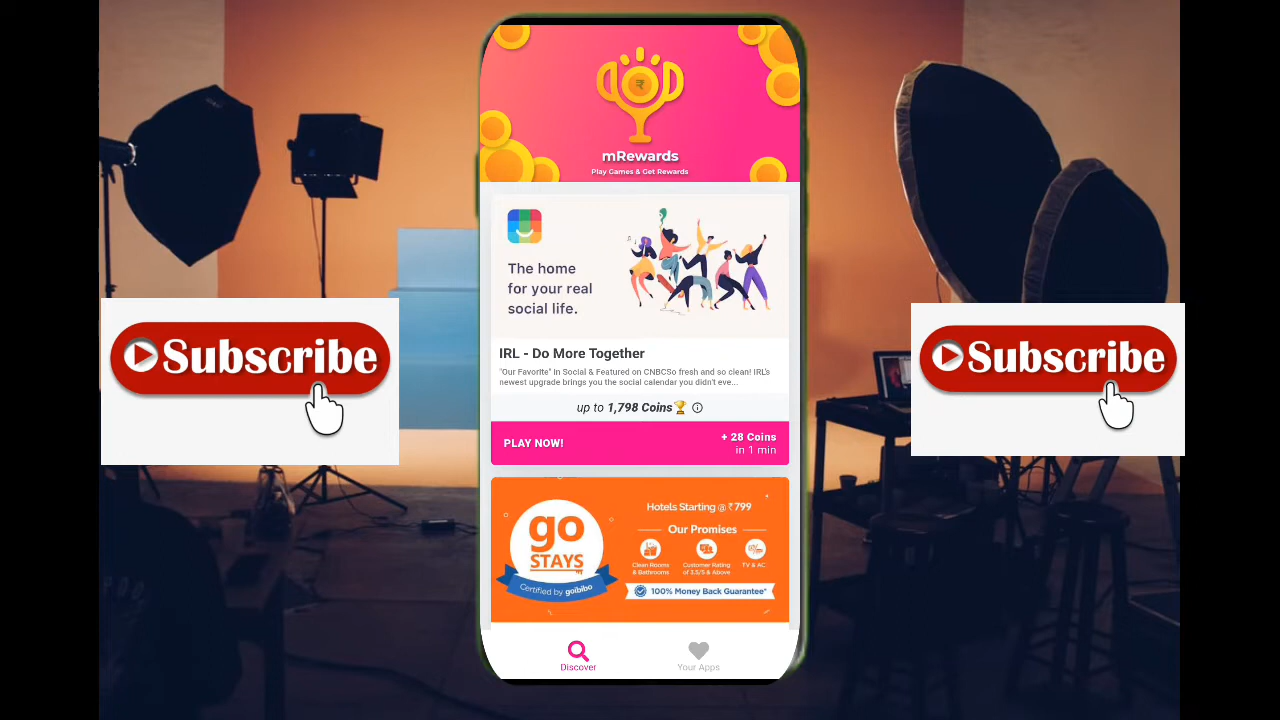 mRewards
Play Games & Get Rewards
The home
for your real
social life.
IRL - Do More Together
"Our Favorite" in Social & Featured on CNBCSo fresh and so clean! IRL's
newest upgrade brings you the social calendar you didn't eve...
up to 1,798 Coins🏆
PLAY NOW!
+ 28 Coins
in 1 min
Subscribe
Subscribe
go
STAYS
Certified by goibibo
Hotels Starting @ ₹799
Our Promises
Clean Rooms
& Bathrooms
Customer Rating
of 3.5/5 & Above
TV & AC
100% Money Back Guarantee*
Discover
Your Apps